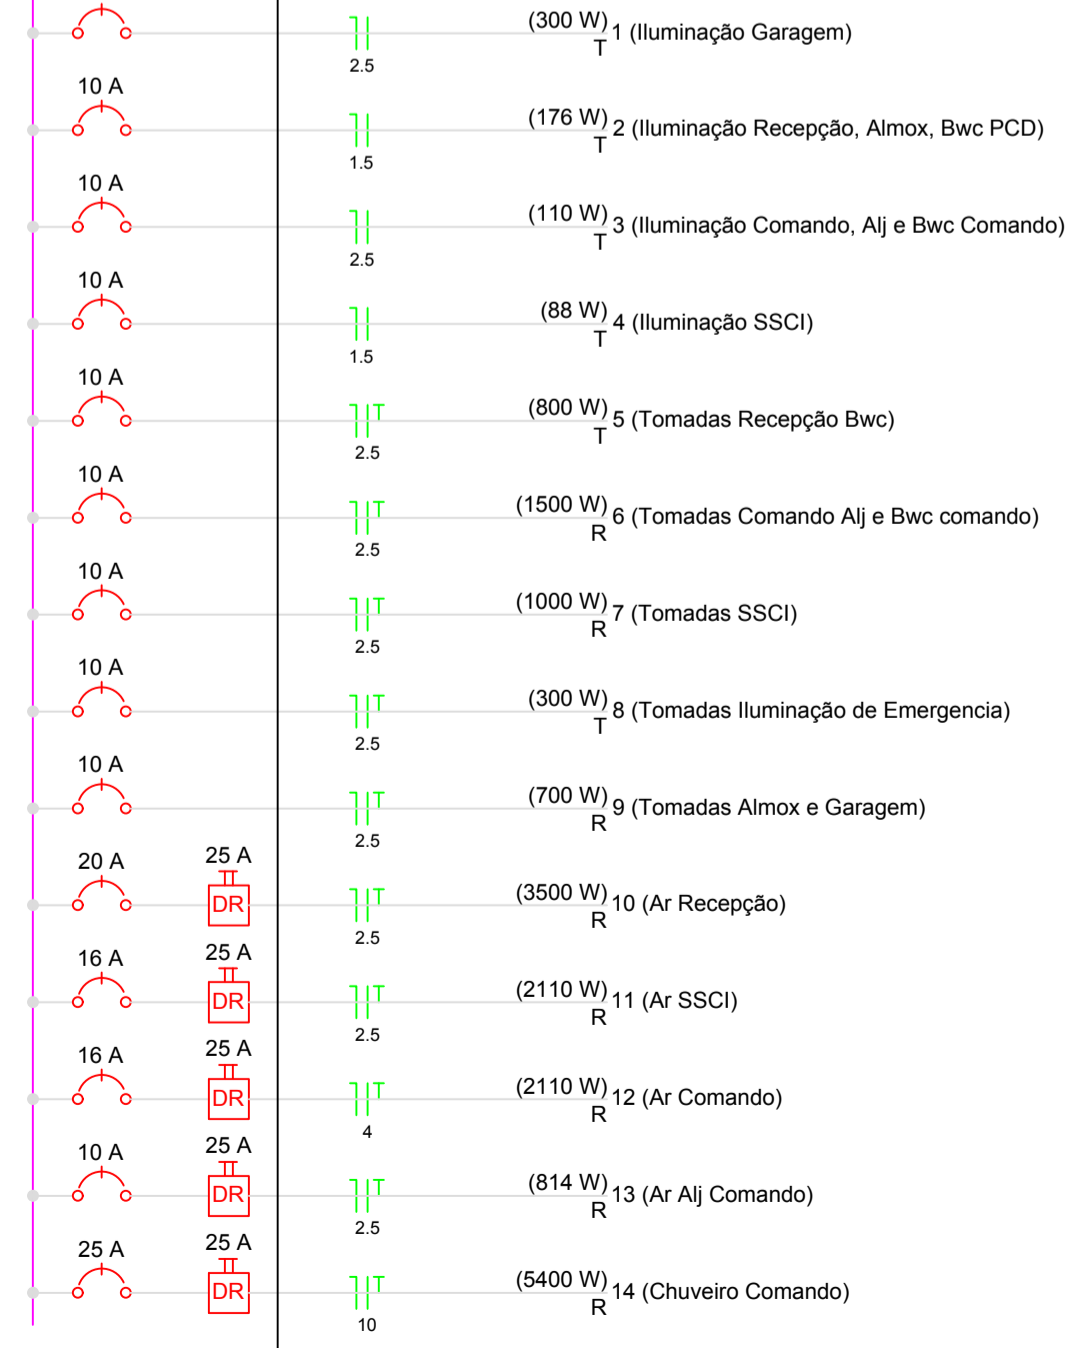 (300 W) 1 (Iluminação Garagem)
T
2.5
10 A
(176 W) 2 (Iluminação Recepção, Almox, Bwc PCD)
T
1.5
10 A
(110 W) 3 (Iluminação Comando, Alj e Bwc Comando)
T
2.5
10 A
(88 W) 4 (Iluminação SSCI)
T
1.5
10 A
(800 W) 5 (Tomadas Recepção Bwc)
T
T
2.5
10 A
(1500 W) 6 (Tomadas Comando Alj e Bwc comando)
T
R
2.5
10 A
(1000 W) 7 (Tomadas SSCI)
T
R
2.5
10 A
(300 W) 8 (Tomadas Iluminação de Emergencia)
T
T
2.5
10 A
(700 W) 9 (Tomadas Almox e Garagem)
T
R
2.5
20 A 25 A
DR T (3500 W) 10 (Ar Recepção)
R
2.5
16 A 25 A
DR T (2110 W) 11 (Ar SSCI)
R
2.5
16 A 25 A
DR T (2110 W) 12 (Ar Comando)
R
4
10 A 25 A
DR T (814 W) 13 (Ar Alj Comando)
R
2.5
25 A 25 A
DR T (5400 W) 14 (Chuveiro Comando)
R
10